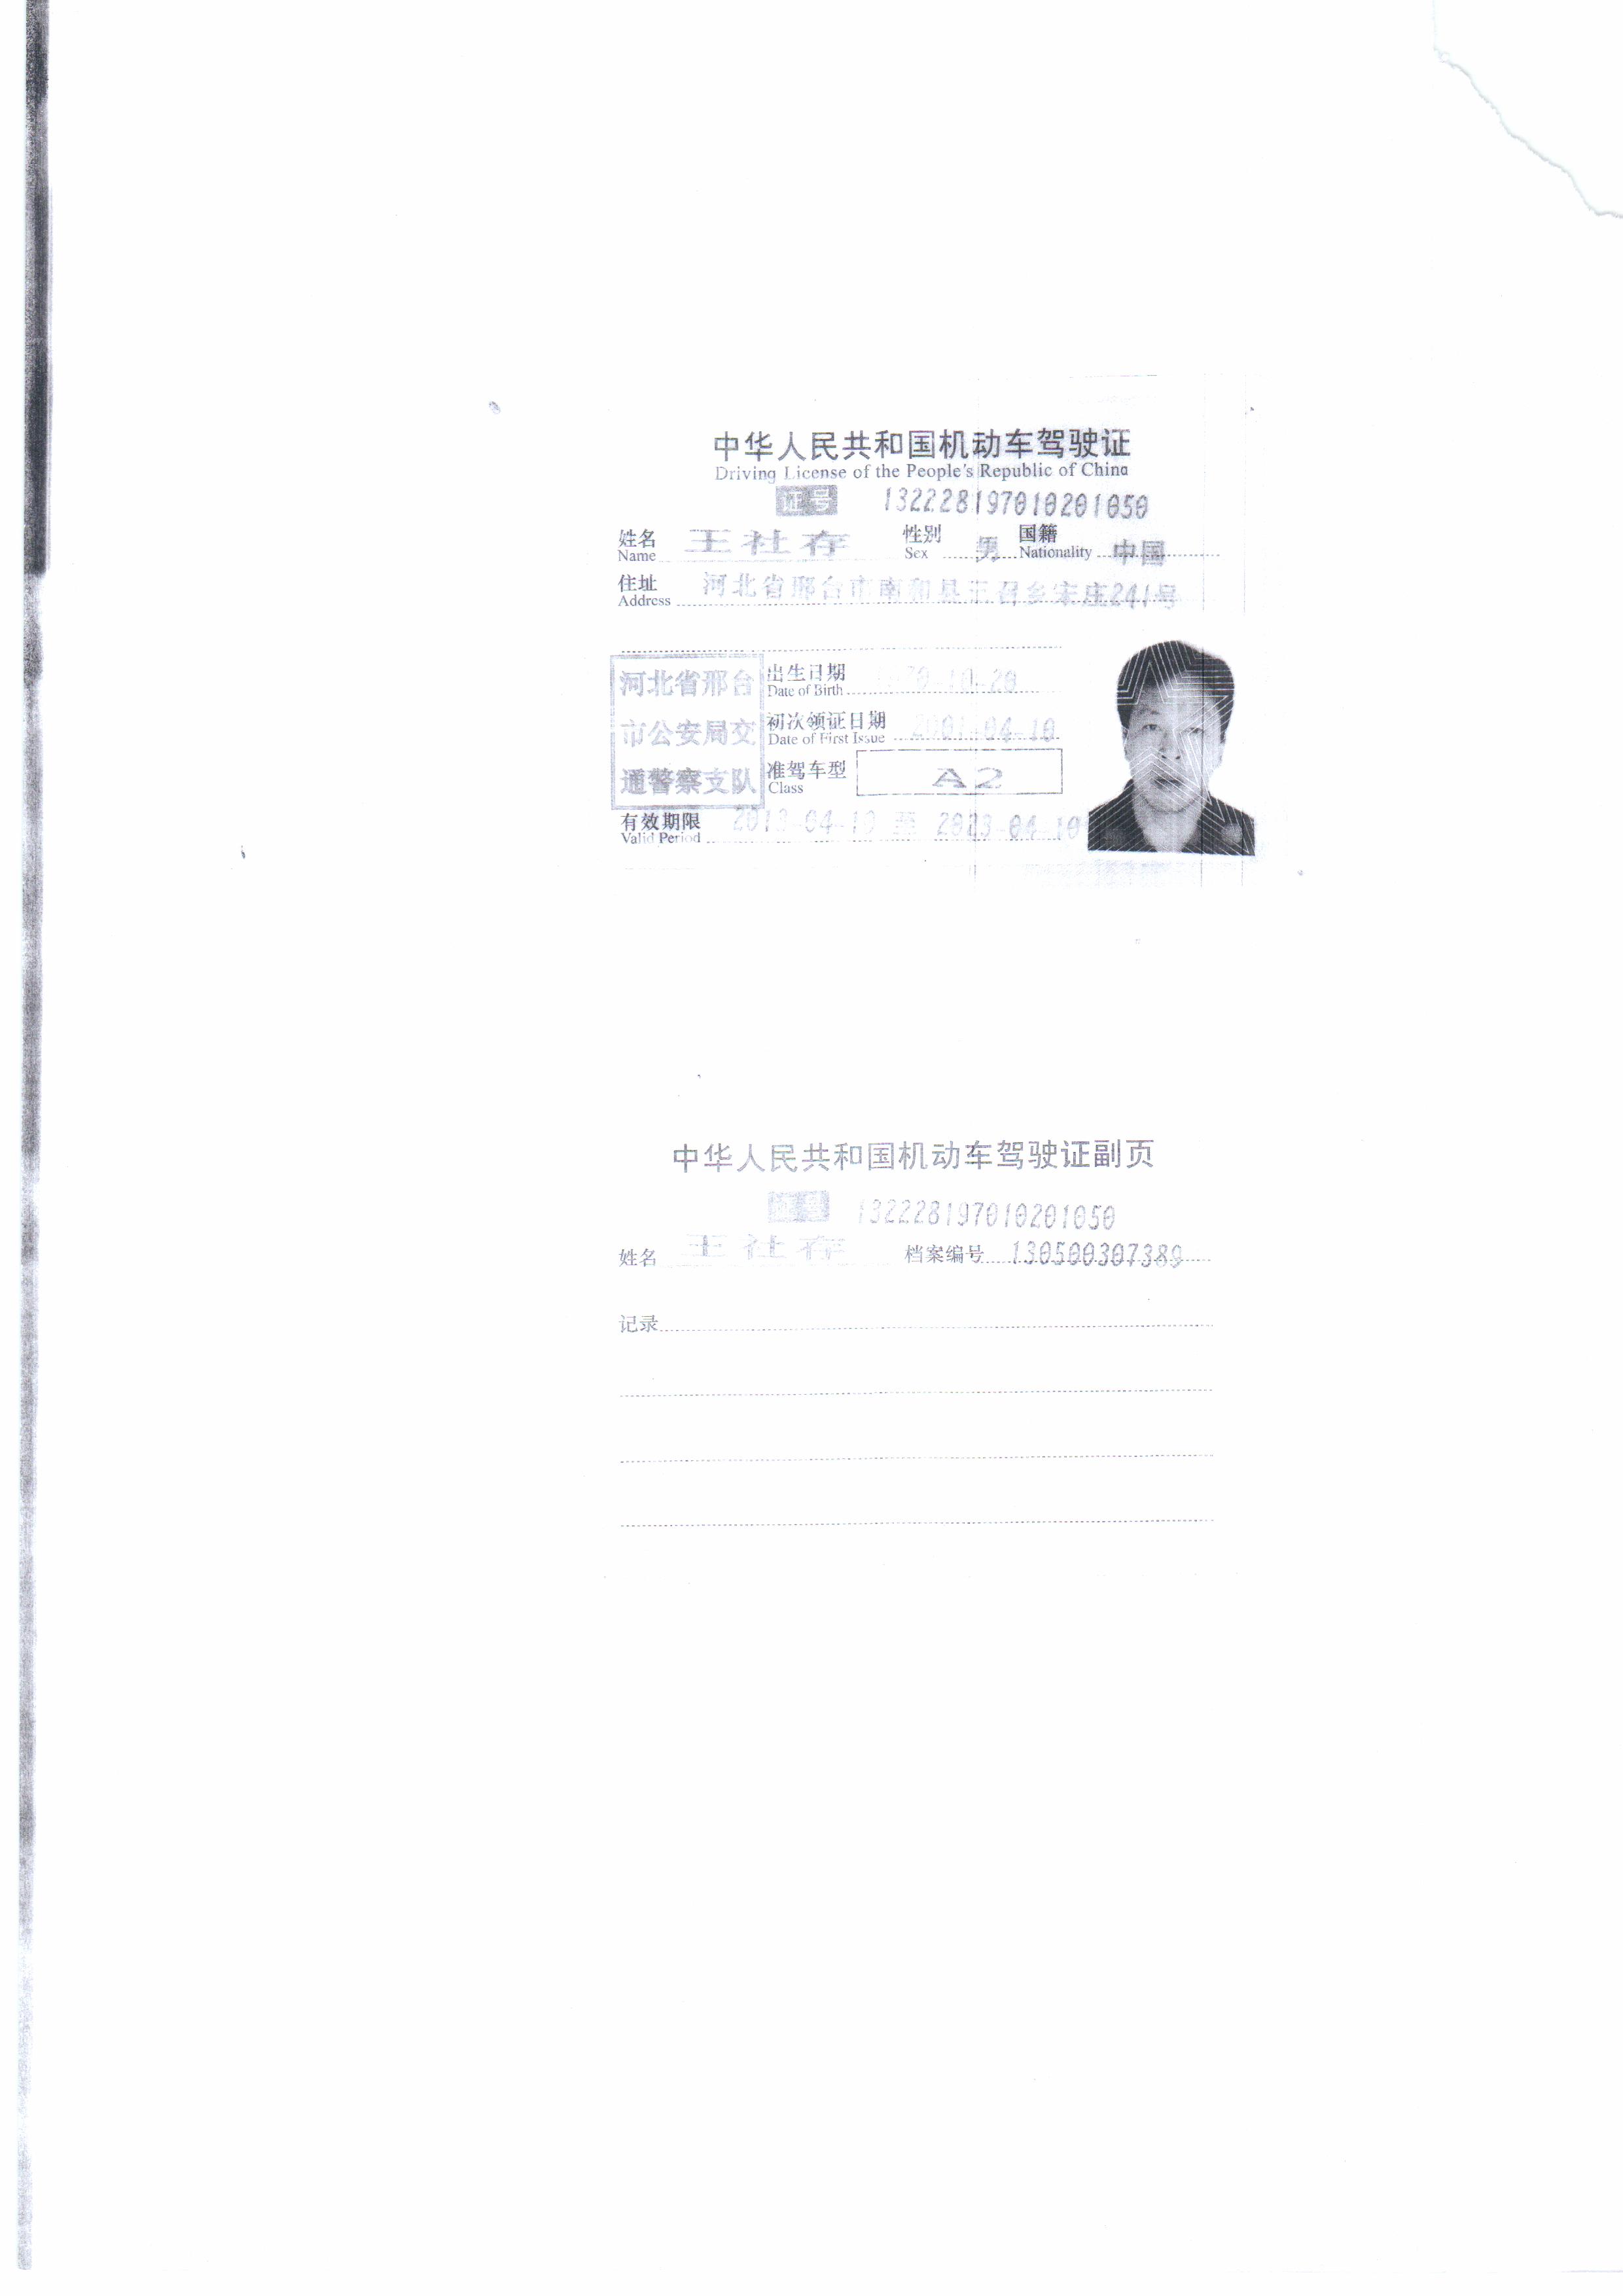 中华人民共和国机动车驾驶证
Driving License of the People's Republic of China
证号 132228197010201050
姓名 王社存 性别 男 国籍 中国
Name Sex Nationality
住址 河北省邢台市南和县三召乡宋庄241号
Address
河北省邢台
市公安局交
通警察支队
出生日期 1970-10-20
Date of Birth
初次领证日期 2001-04-10
Date of First Issue
准驾车型 A2
Class
有效期限 2013-04-10 至 2023-04-10
Valid Period
中华人民共和国机动车驾驶证副页
证号 132228197010201050
姓名 王社存 档案编号 130500307389
记录